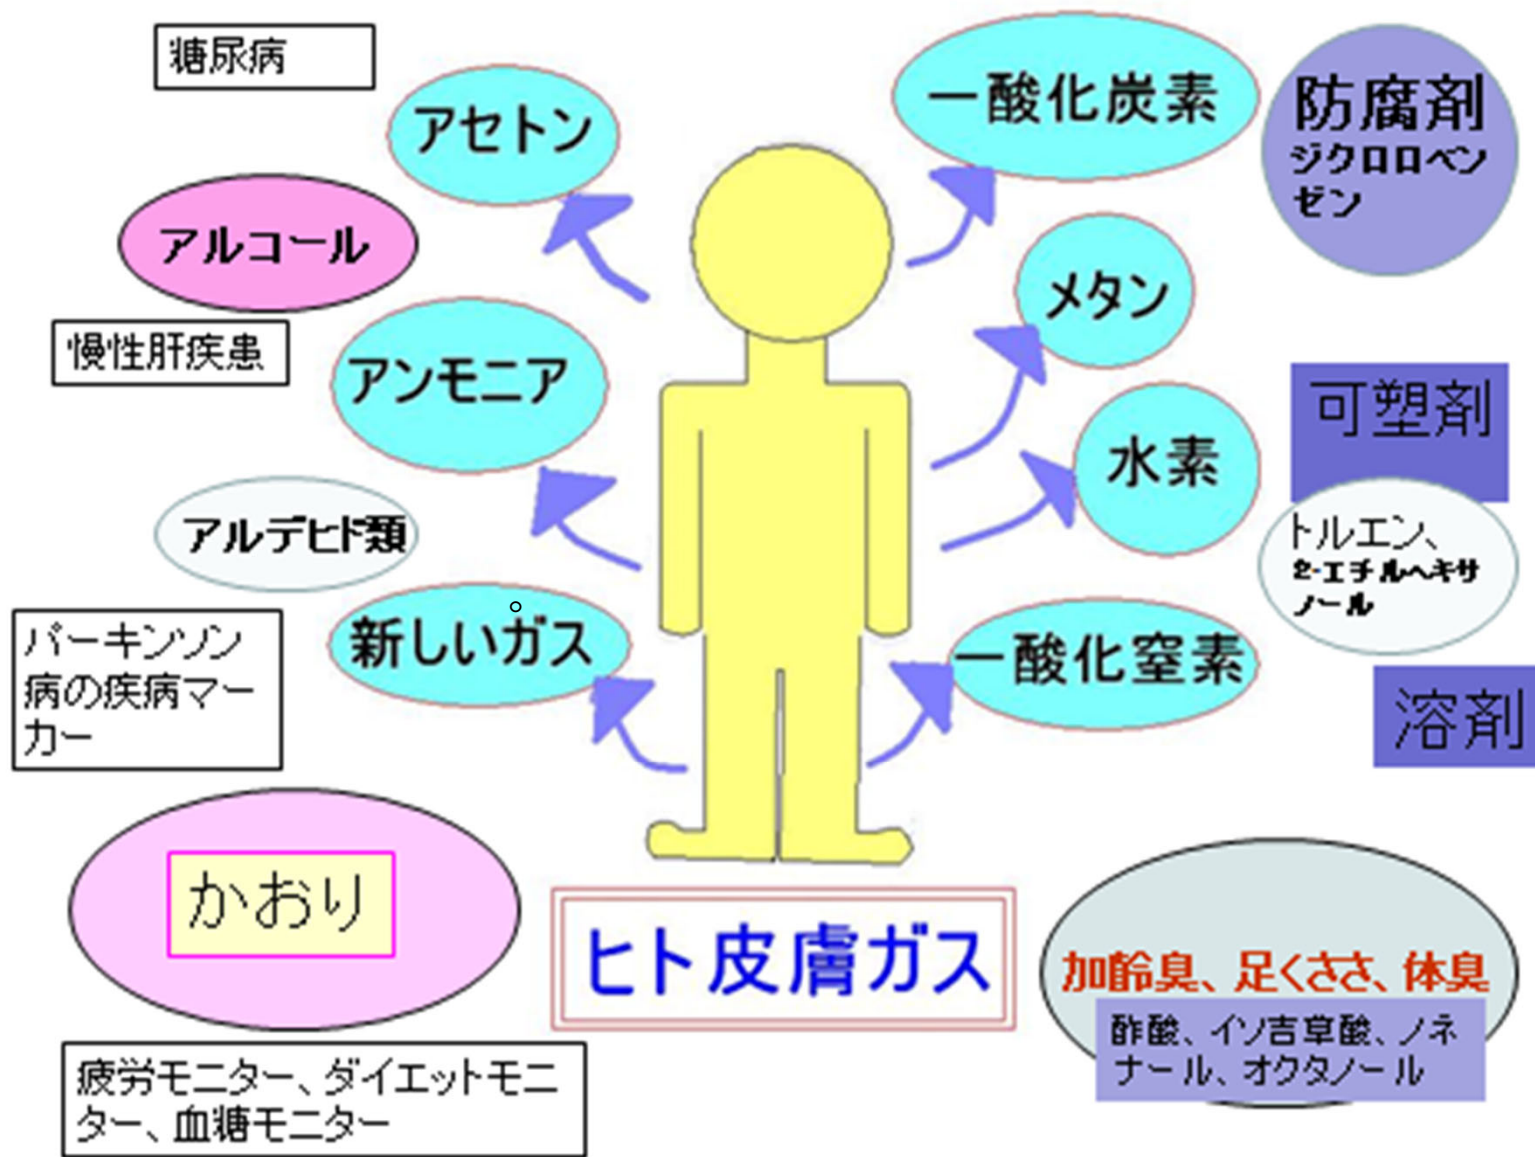 糖尿病
アセトン
一酸化炭素
防腐剤
ジクロロベン
ゼン
アルコール
メタン
慢性肝疾患
アンモニア
可塑剤
水素
アルデヒド類
トルエン、
2-エチルヘキサ
ノール
新しいガス
。
パーキンソン
病の疾病マー
カー
一酸化窒素
溶剤
かおり
ヒト皮膚ガス
加齢臭、足くささ、体臭
酢酸、イソ吉草酸、ノネ
ナール、オクタノール
疲労モニター、ダイエットモニ
ター、血糖モニター